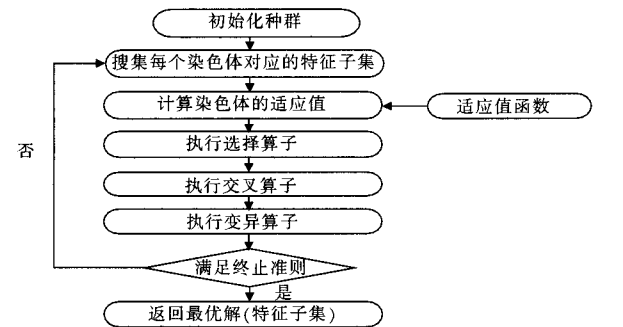 初始化种群
搜集每个染色体对应的特征子集
计算染色体的适应值
适应值函数
否
执行选择算子
执行交叉算子
执行变异算子
满足终止准则
是
返回最优解(特征子集)